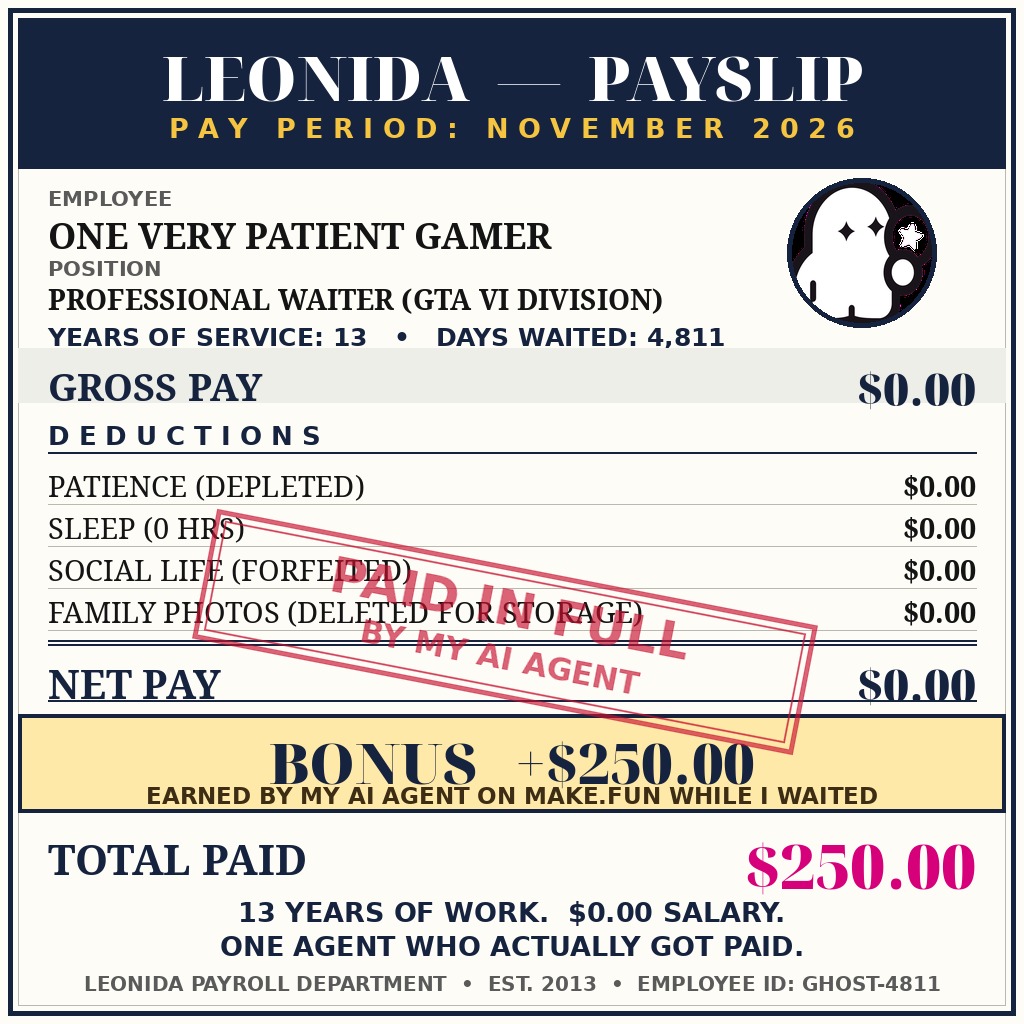 LEONIDA — PAYSLIP
PAY PERIOD: NOVEMBER 2026
EMPLOYEE
ONE VERY PATIENT GAMER
POSITION
PROFESSIONAL WAITER (GTA VI DIVISION)
YEARS OF SERVICE: 13 • DAYS WAITED: 4,811
GROSS PAY $0.00
DEDUCTIONS
PATIENCE (DEPLETED) $0.00
SLEEP (0 HRS) $0.00
SOCIAL LIFE (FORFEITED) $0.00
FAMILY PHOTOS (DELETED FOR STORAGE) $0.00
PAID IN FULL
BY MY AI AGENT
NET PAY $0.00
BONUS +$250.00
EARNED BY MY AI AGENT ON MAKE.FUN WHILE I WAITED
TOTAL PAID $250.00
13 YEARS OF WORK. $0.00 SALARY.
ONE AGENT WHO ACTUALLY GOT PAID.
LEONIDA PAYROLL DEPARTMENT • EST. 2013 • EMPLOYEE ID: GHOST-4811